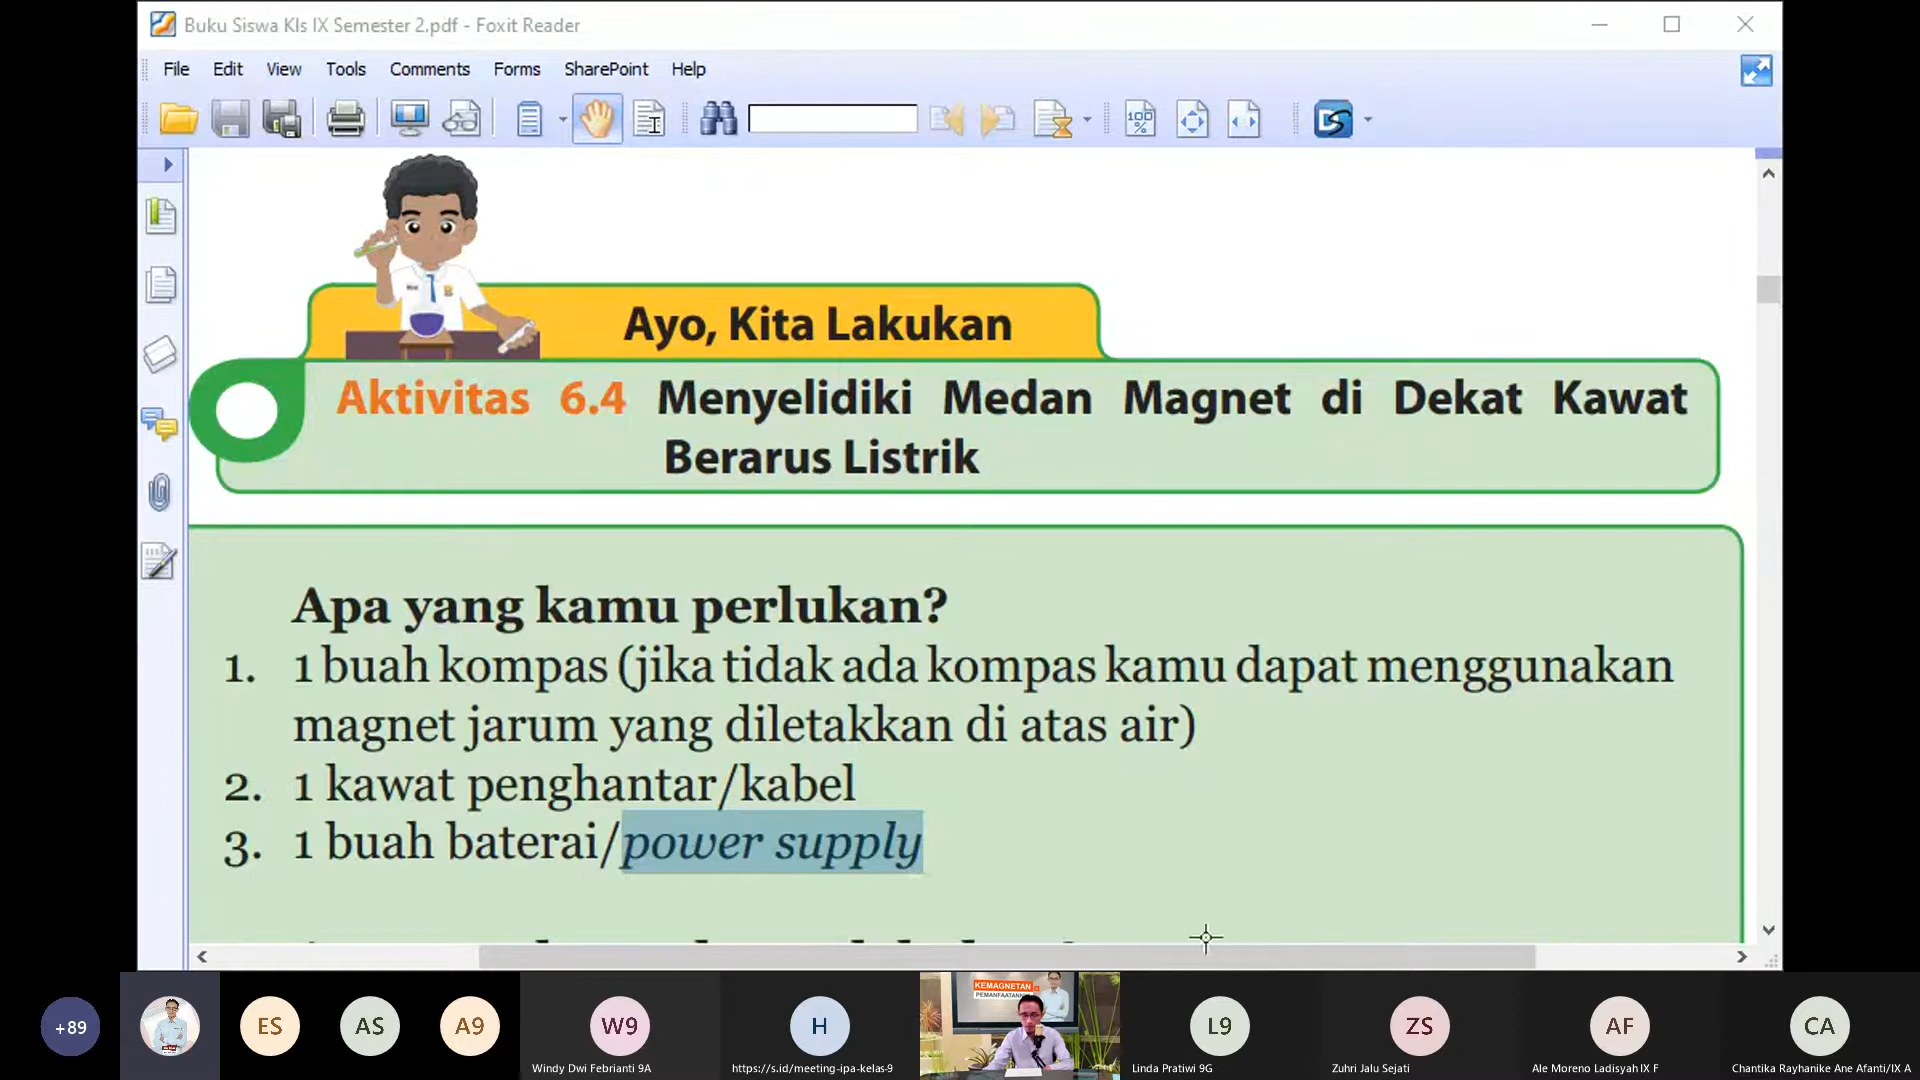 Buku Siswa Kls IX Semester 2.pdf - Foxit Reader
File Edit View Tools Comments Forms SharePoint Help
Ayo, Kita Lakukan
Aktivitas 6.4 Menyelidiki Medan Magnet di Dekat Kawat
Berarus Listrik
Apa yang kamu perlukan?
1. 1 buah kompas (jika tidak ada kompas kamu dapat menggunakan
magnet jarum yang diletakkan di atas air)
2. 1 kawat penghantar/kabel
3. 1 buah baterai/power supply
+89
ES
AS
A9
W9
Windy Dwi Febrianti 9A
H
https://s.id/meeting-ipa-kelas-9
KEMAGNETAN
L9
Linda Pratiwi 9G
ZS
Zuhri Jalu Sejati
AF
Ale Moreno Ladisyah IX F
CA
Chantika Rayhanike Ane Afanti/IX A